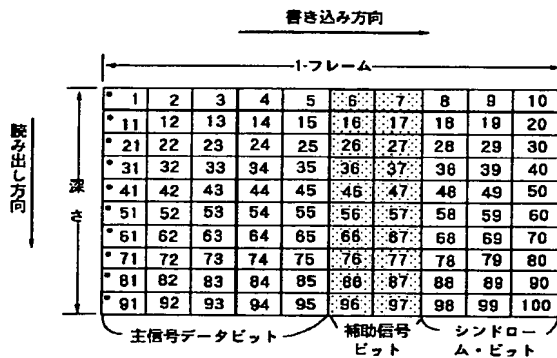 書き込み方向
1-フレーム
読み出し方向
深さ
1 2 3 4 5 6 7 8 9 10
11 12 13 14 15 16 17 18 19 20
21 22 23 24 25 26 27 28 29 30
31 32 33 34 35 36 37 38 39 40
41 42 43 44 45 46 47 48 49 50
51 52 53 54 55 56 57 58 59 60
61 62 63 64 65 66 67 68 69 70
71 72 73 74 75 76 77 78 79 80
81 82 83 84 85 86 87 88 89 90
91 92 93 94 95 96 97 98 99 100
主信号データビット
補助信号
ビット
シンドロー
ム・ビット